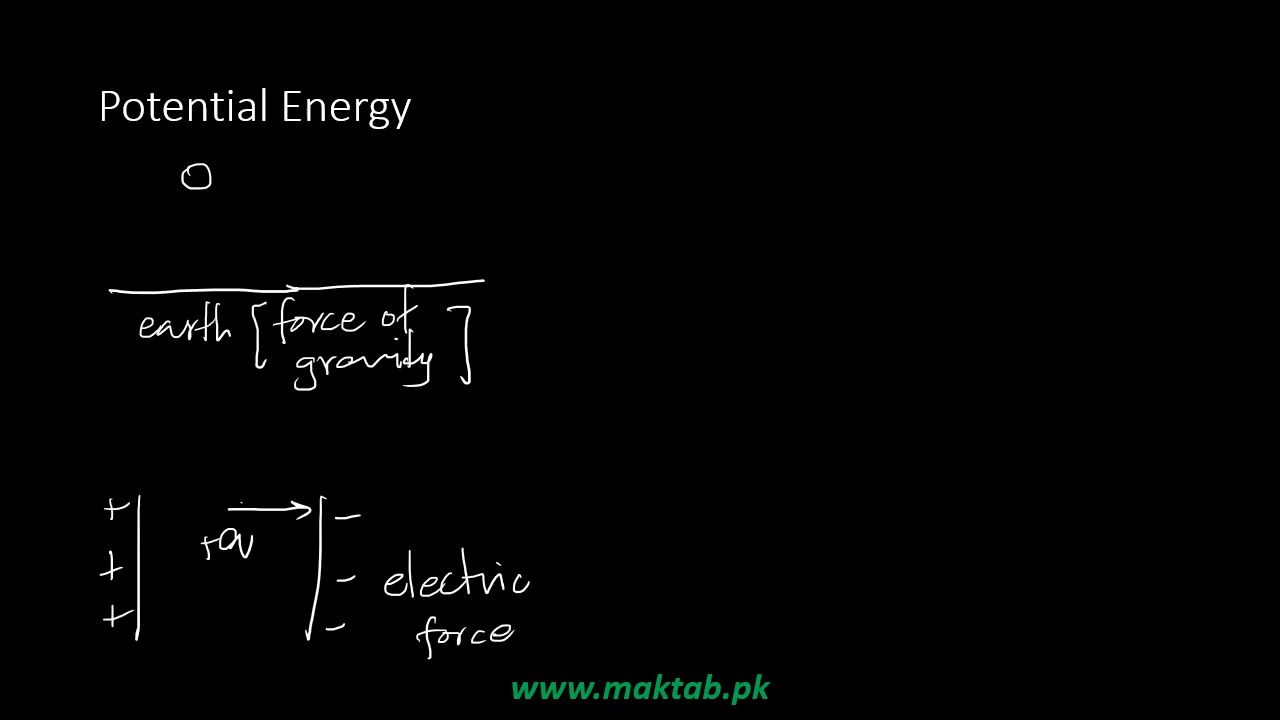 Potential Energy
earth [force of
gravity]
+ -
+Q
+ - electric
+ - force
www.maktab.pk